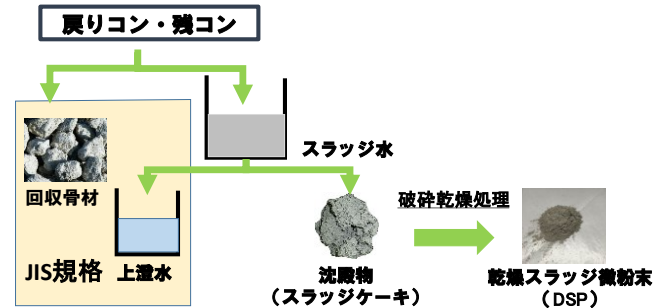 戻りコン・残コン
スラッジ水
回収骨材
破砕乾燥処理
JIS規格
上澄水
沈殿物
（スラッジケーキ）
乾燥スラッジ微粉末
（DSP）